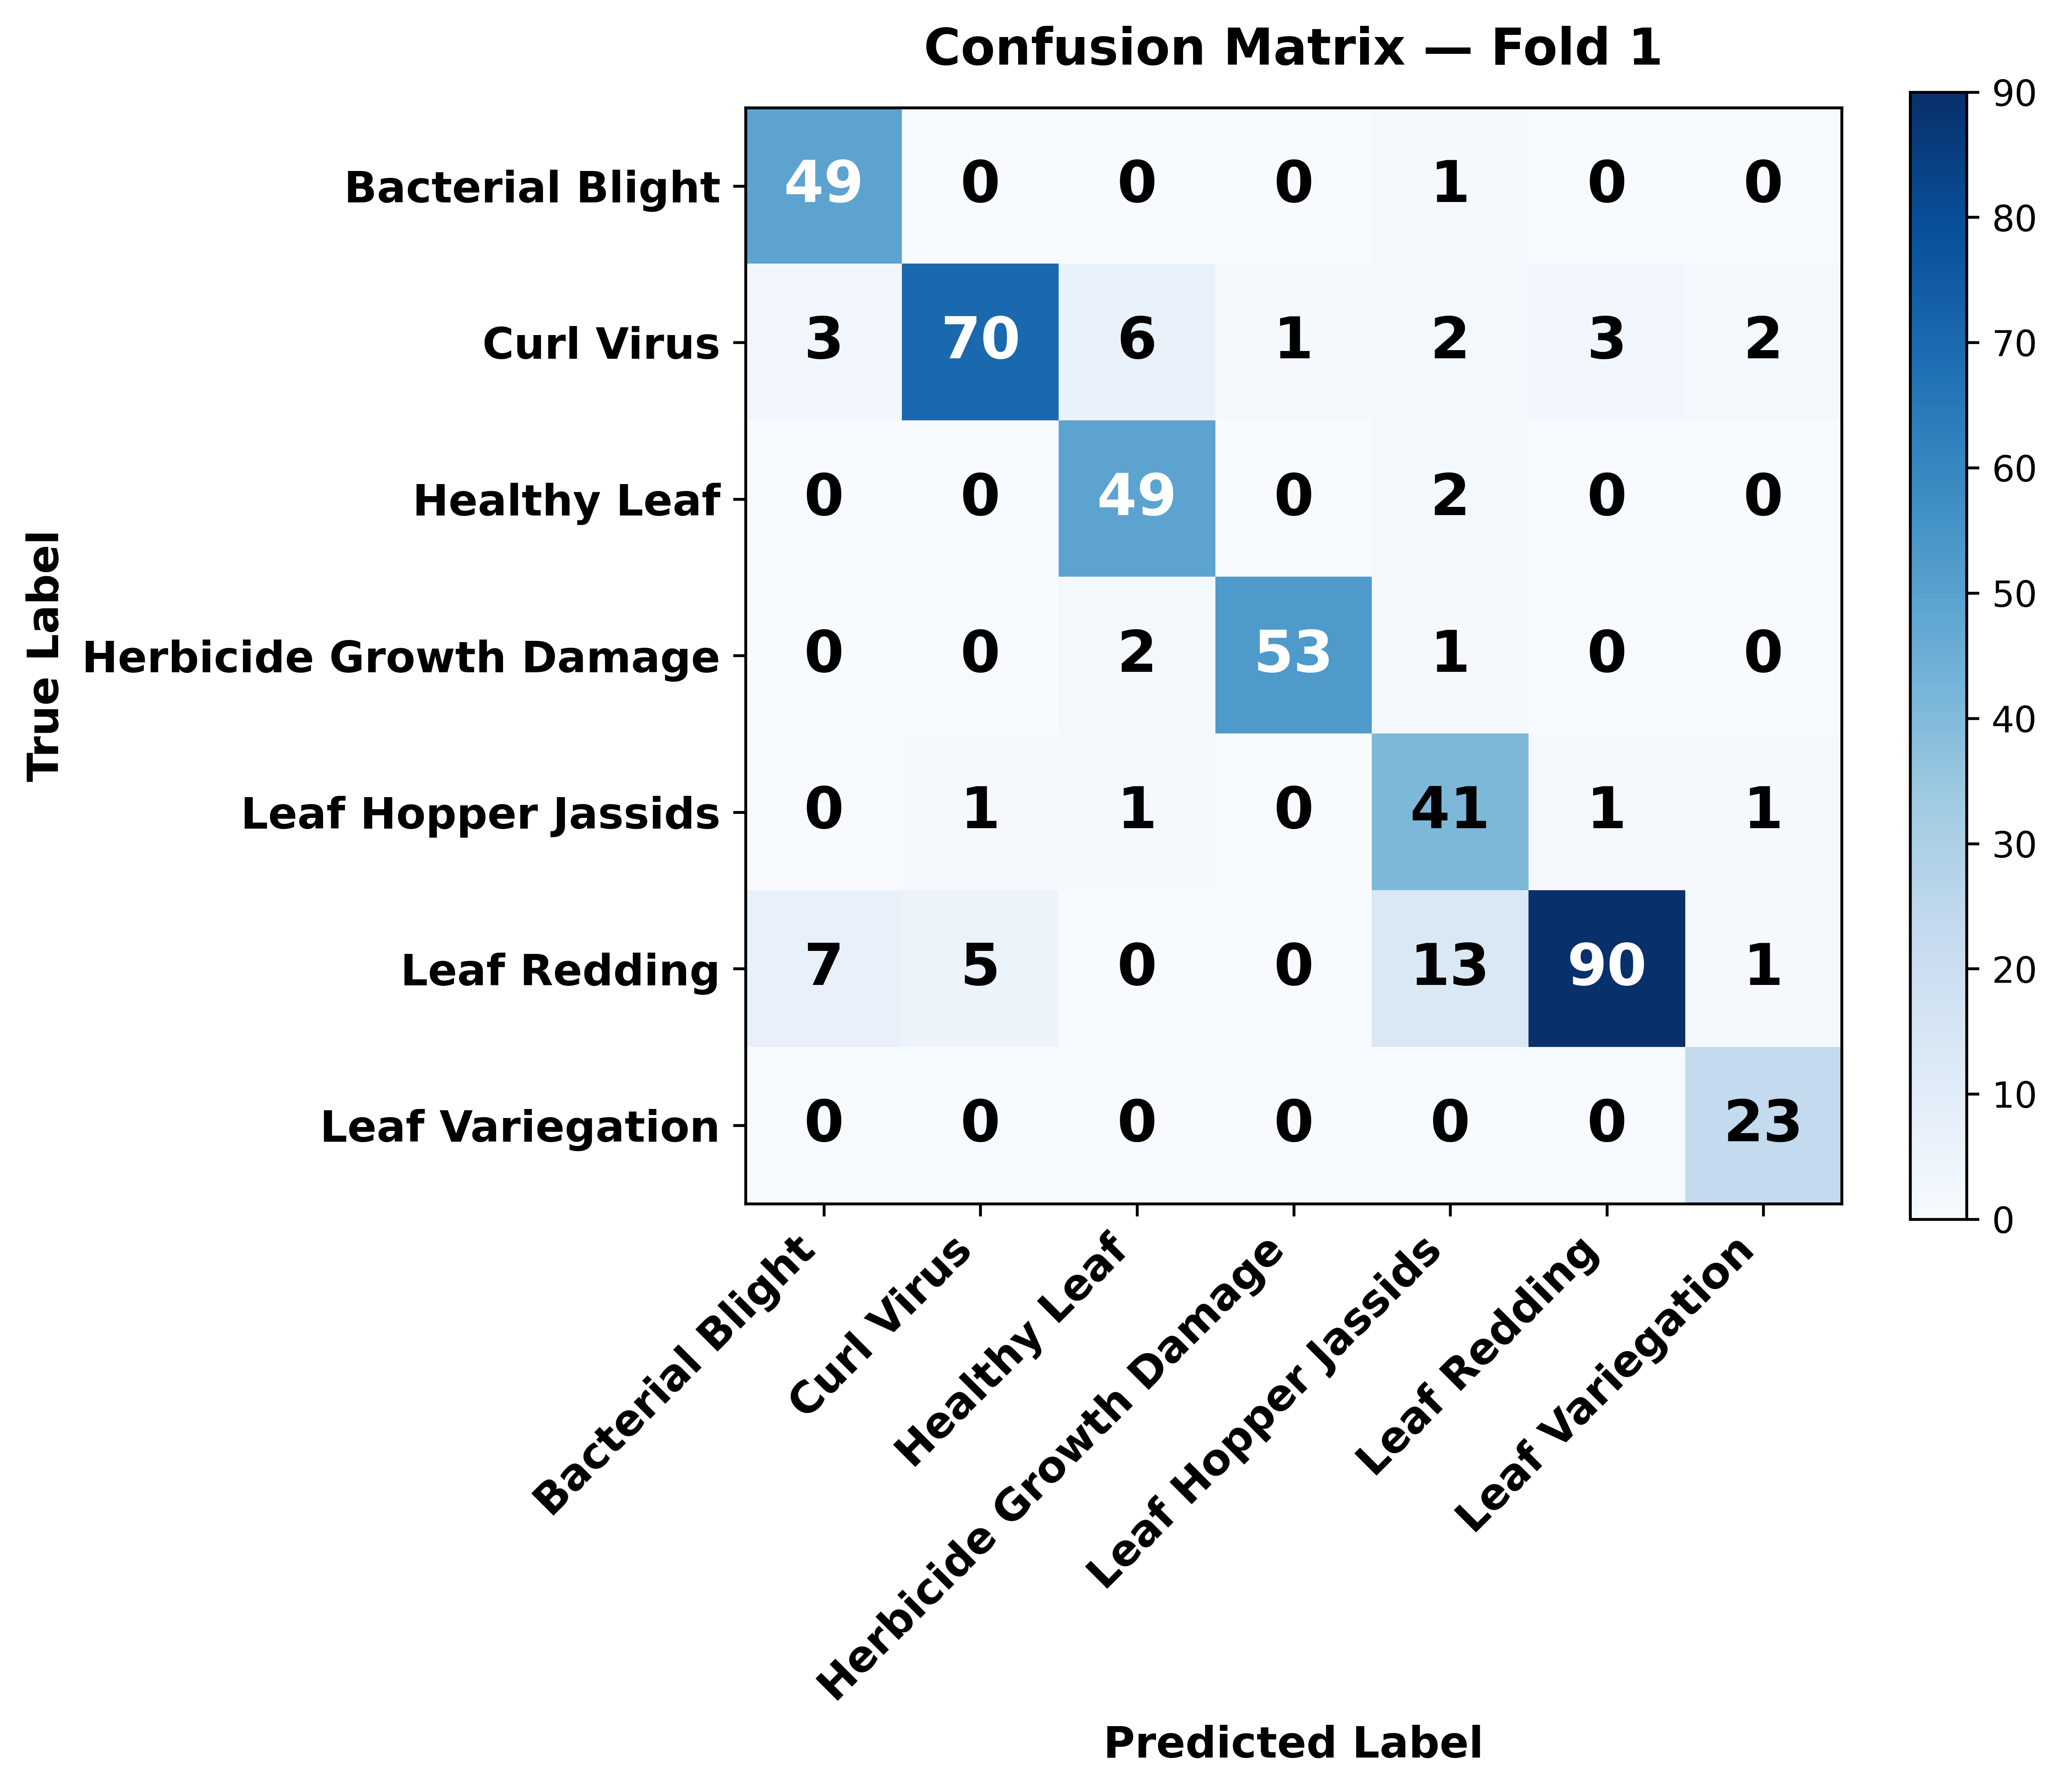 Confusion Matrix — Fold 1
True Label
Bacterial Blight 49 0 0 0 1 0 0
Curl Virus 3 70 6 1 2 3 2
Healthy Leaf 0 0 49 0 2 0 0
Herbicide Growth Damage 0 0 2 53 1 0 0
Leaf Hopper Jassids 0 1 1 0 41 1 1
Leaf Redding 7 5 0 0 13 90 1
Leaf Variegation 0 0 0 0 0 0 23
Bacterial Blight
Curl Virus
Healthy Leaf
Herbicide Growth Damage
Leaf Hopper Jassids
Leaf Redding
Leaf Variegation
Predicted Label
90
80
70
60
50
40
30
20
10
0